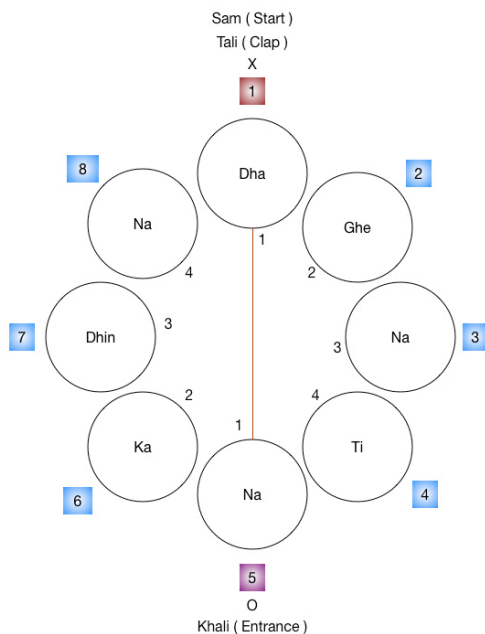 Sam ( Start )
Tali ( Clap )
X
1
Dha
1
2
Ghe
2
3
Na
3
4
Ti
4
5
Na
1
O
Khali ( Entrance )
6
Ka
2
7
Dhin
3
8
Na
4